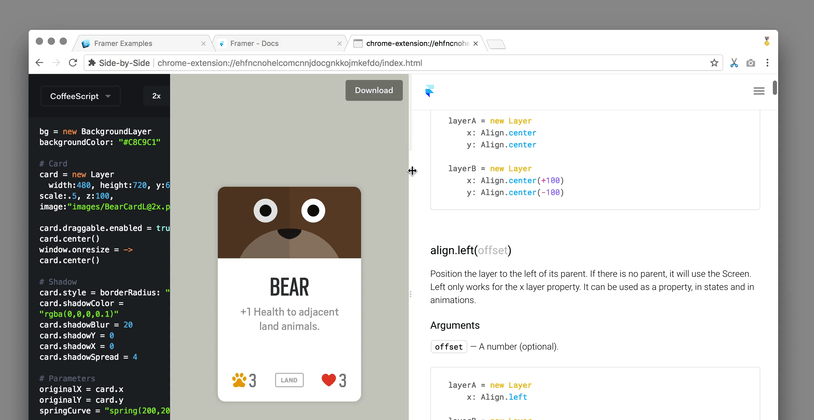 Framer Examples
Framer - Docs
chrome-extension://ehfncnohe
Side-by-Side
chrome-extension://ehfncnohelcomcnnjdocgnkkojmkefdo/index.html
CoffeeScript
2x
bg = new BackgroundLayer
backgroundColor: "#C8C9C1"
# Card
card = new Layer
width:480, height:720, y:6
scale:.5, z:100,
image:"images/BearCardL@2x.p
card.draggable.enabled = tru
card.center()
window.onresize = ->
card.center()
# Shadow
card.style = borderRadius: "
card.shadowColor =
"rgba(0,0,0,0.1)"
card.shadowBlur = 20
card.shadowY = 0
card.shadowX = 0
card.shadowSpread = 4
# Parameters
originalX = card.x
originalY = card.y
springCurve = "spring(200,20
Download
BEAR
+1 Health to adjacent
land animals.
3
LAND
3
layerA = new Layer
x: Align.center
y: Align.center
layerB = new Layer
x: Align.center(+100)
y: Align.center(-100)
align.left(offset)
Position the layer to the left of its parent. If there is no parent, it will use the Screen.
Left only works for the x layer property. It can be used as a property, in states and in
animations.
Arguments
offset — A number (optional).
layerA = new Layer
x: Align.left